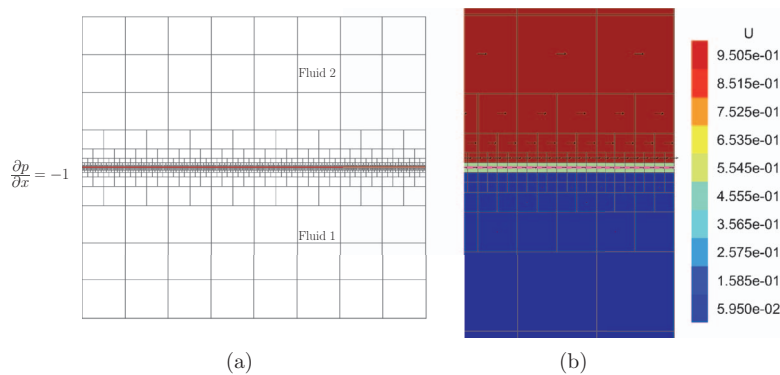 Fluid 2
∂p/∂x = −1
Fluid 1
(a)
U
9.505e-01
8.515e-01
7.525e-01
6.535e-01
5.545e-01
4.555e-01
3.565e-01
2.575e-01
1.585e-01
5.950e-02
(b)